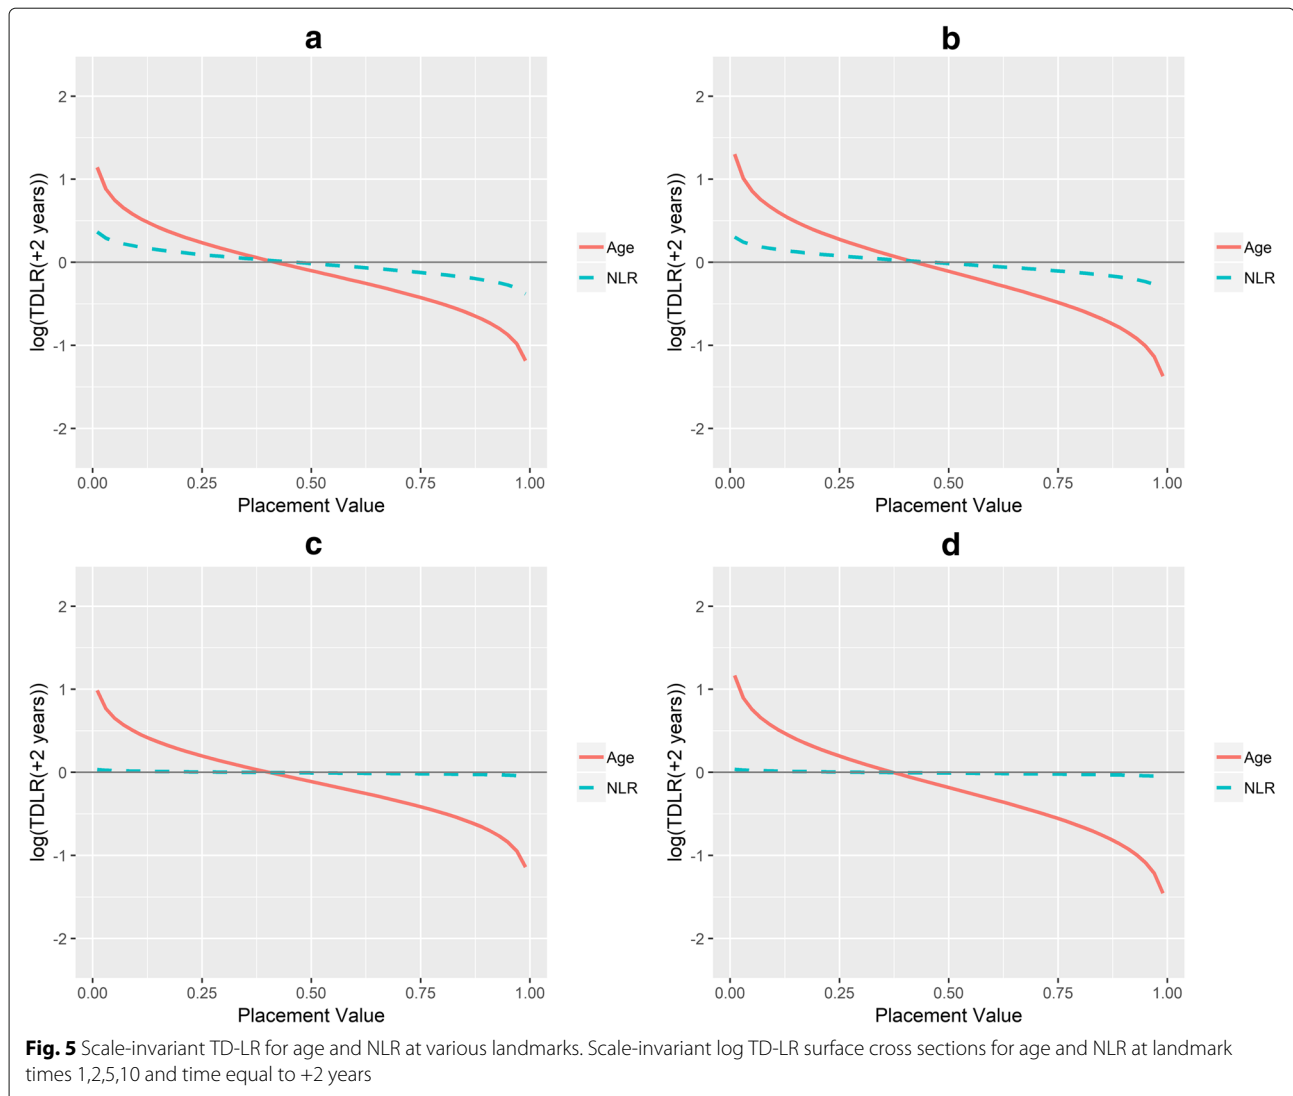 a
2
1
0
-1
-2
log(TDLR(+2 years))
0.00 0.25 0.50 0.75 1.00
Placement Value
Age
NLR
b
2
1
0
-1
-2
log(TDLR(+2 years))
0.00 0.25 0.50 0.75 1.00
Placement Value
Age
NLR
c
2
1
0
-1
-2
log(TDLR(+2 years))
0.00 0.25 0.50 0.75 1.00
Placement Value
Age
NLR
d
2
1
0
-1
-2
log(TDLR(+2 years))
0.00 0.25 0.50 0.75 1.00
Placement Value
Age
NLR
Fig. 5 Scale-invariant TD-LR for age and NLR at various landmarks. Scale-invariant log TD-LR surface cross sections for age and NLR at landmark
times 1,2,5,10 and time equal to +2 years